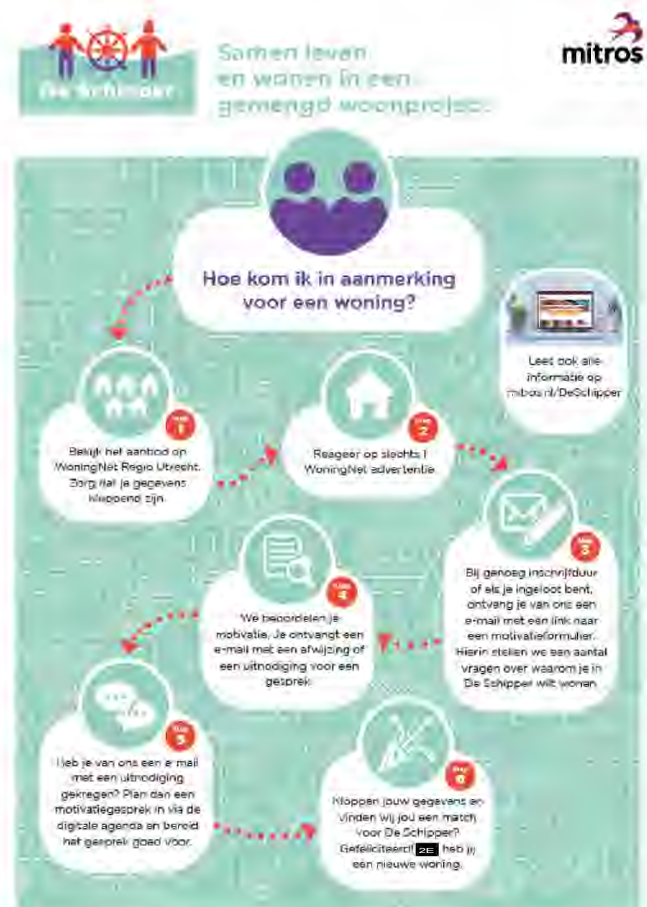 De Schipper
Samen leven
en wonen in een
gemengd woonproject
mitros
Hoe kom ik in aanmerking
voor een woning?
Lees ook alle
informatie op
mitros.nl/DeSchipper
Stap
1
Bekijk het aanbod op
WoningNet Regio Utrecht.
Zorg dat je gegevens
kloppend zijn.
Stap
2
Reageer op slechts 1
WoningNet advertentie.
Stap
3
Bij genoeg inschrijfduur
of als je ingeloot bent,
ontvang je van ons een
e-mail met een link naar
een motivatieformulier.
Hierin stellen we een aantal
vragen over waarom je in
De Schipper wilt wonen.
Stap
4
We beoordelen je
motivatie. Je ontvangt een
e-mail met een afwijzing of
een uitnodiging voor een
gesprek.
Stap
5
Heb je van ons een e-mail
met een uitnodiging
gekregen? Plan dan een
motivatiegesprek in via de
digitale agenda en bereid
het gesprek goed voor.
Stap
6
Kloppen jouw gegevens en
vinden wij jou een match
voor De Schipper?
Gefeliciteerd! 2E heb jij
een nieuwe woning.